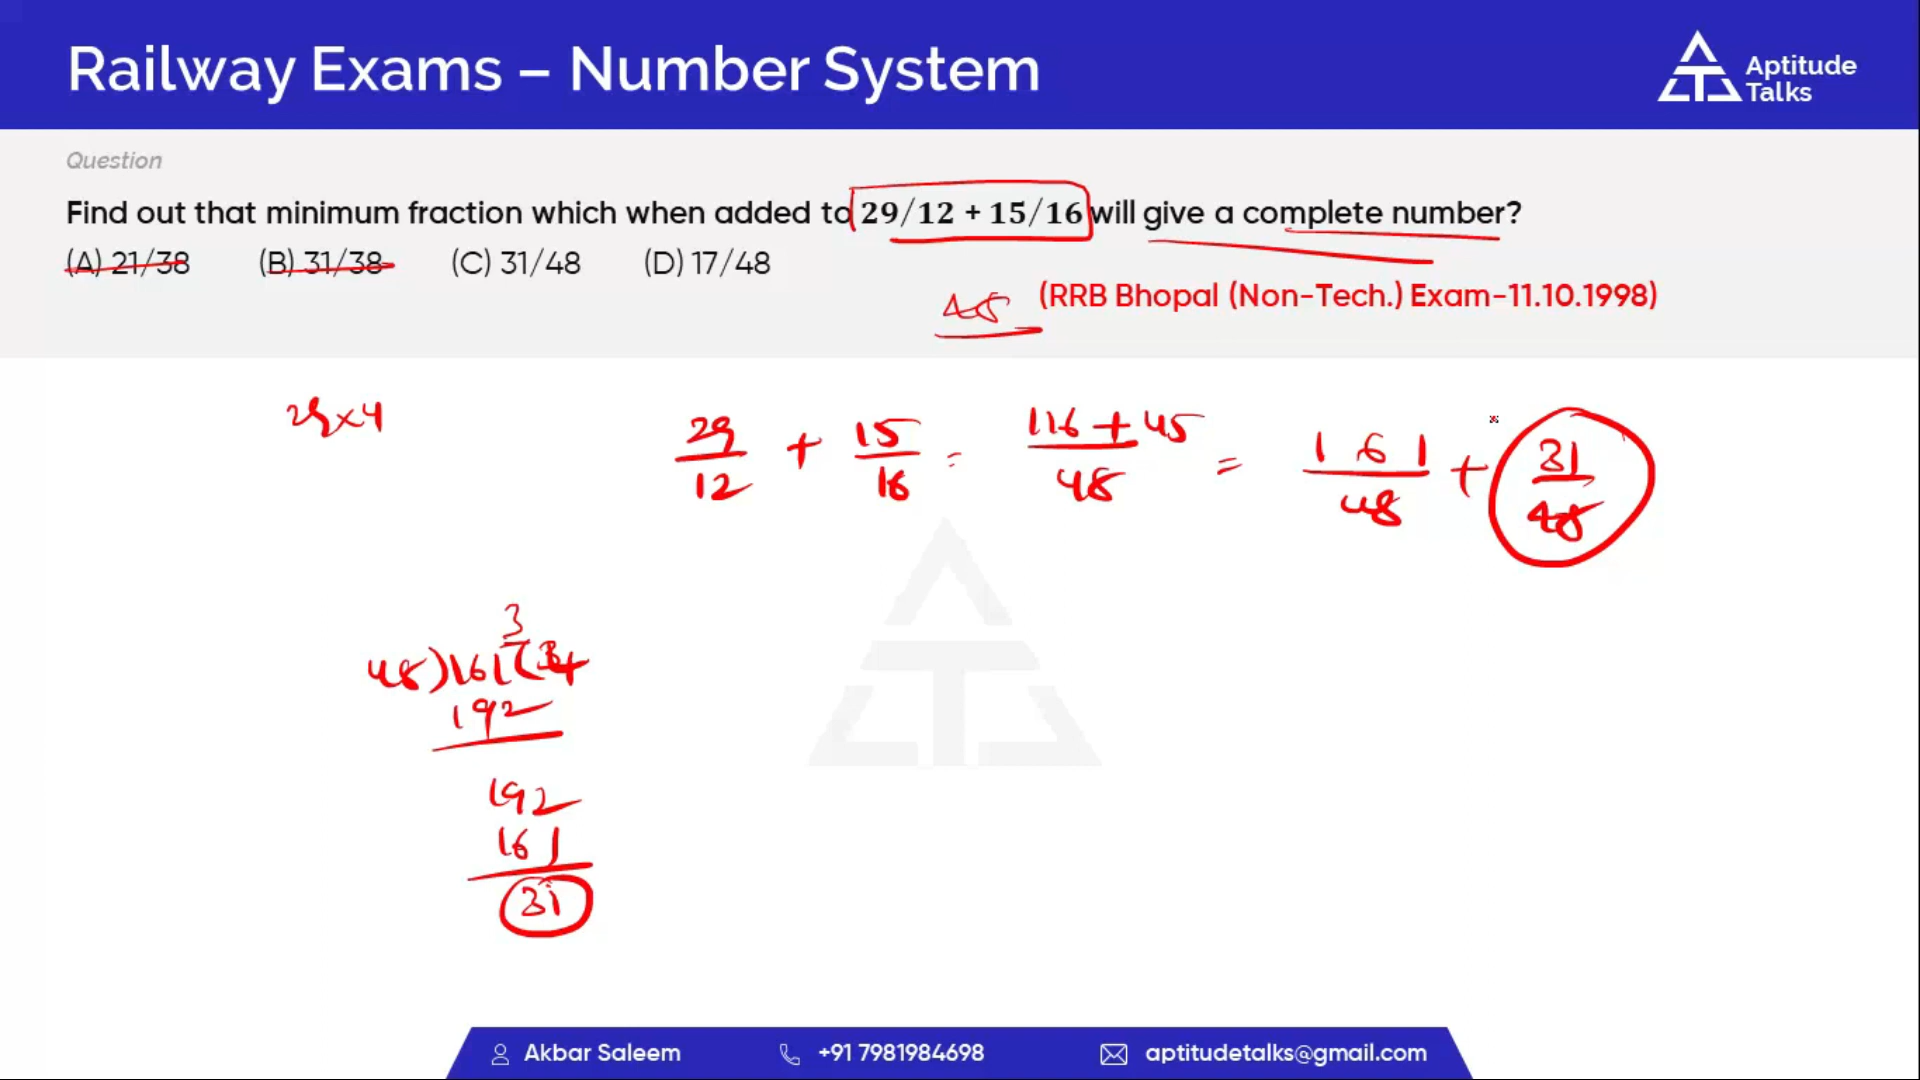 Railway Exams – Number System
Aptitude
Talks
Question
Find out that minimum fraction which when added to 29/12 + 15/16 will give a complete number?
(A) 21/38 (B) 31/38 (C) 31/48 (D) 17/48
48 (RRB Bhopal (Non-Tech.) Exam-11.10.1998)
29×4
29/12 + 15/16 = 116+45/48 = 161/48 + 31/48
3
48)161(34
192
192
161
31
Akbar Saleem +91 7981984698 aptitudetalks@gmail.com